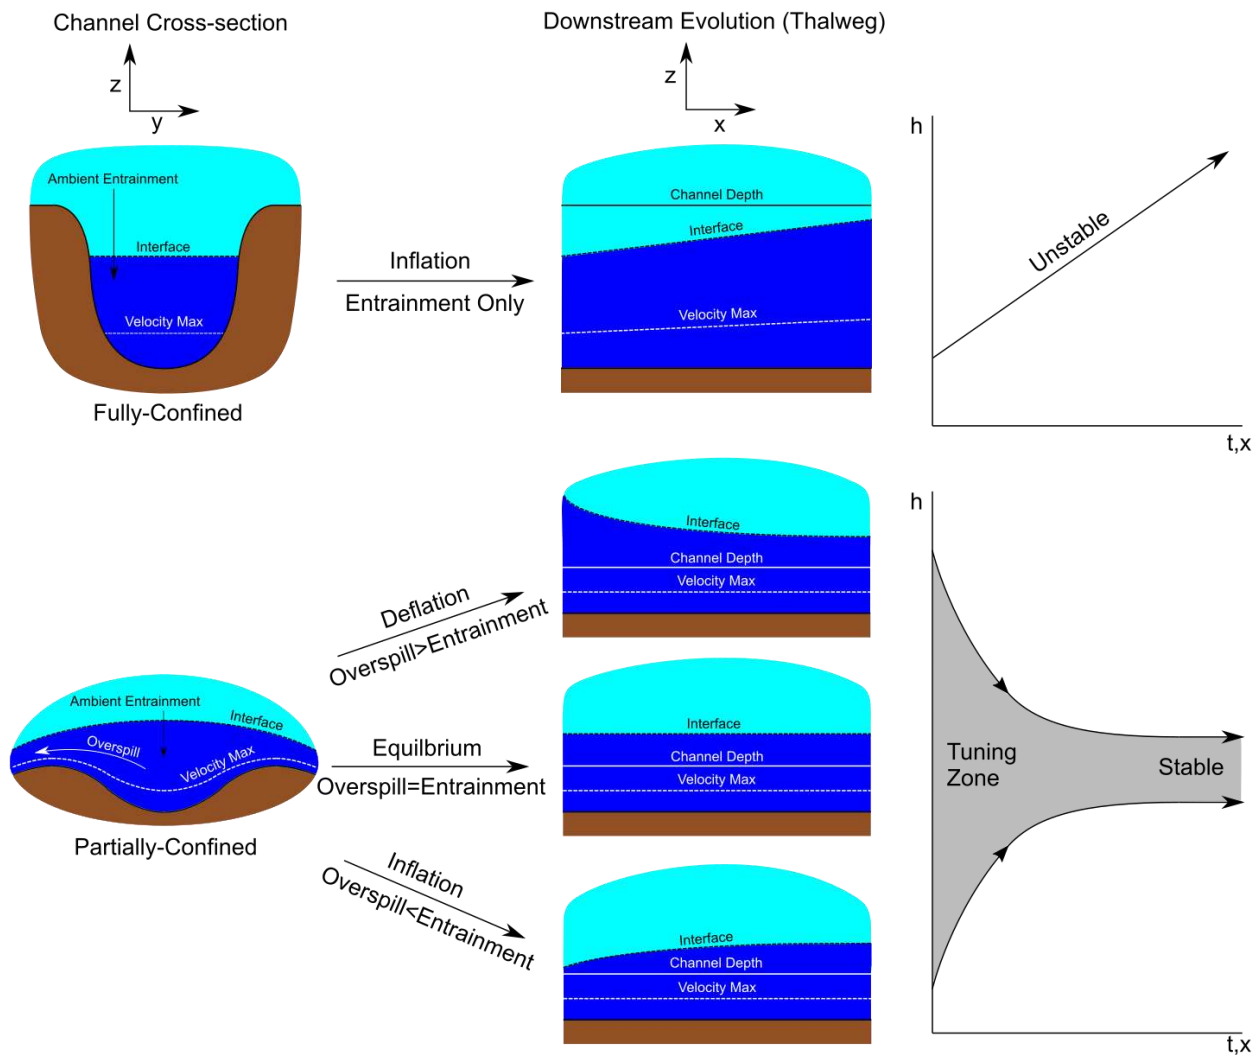 Channel Cross-section
z
y
Downstream Evolution (Thalweg)
z
x
Ambient Entrainment
Interface
Velocity Max
Fully-Confined
Inflation
Entrainment Only
Channel Depth
Interface
Velocity Max
h
Unstable
t,x
Ambient Entrainment
Interface
Overspill
Velocity Max
Partially-Confined
Deflation
Overspill>Entrainment
Interface
Channel Depth
Velocity Max
Equilbrium
Overspill=Entrainment
Interface
Channel Depth
Velocity Max
Inflation
Overspill<Entrainment
Interface
Channel Depth
Velocity Max
h
Tuning
Zone
Stable
t,x